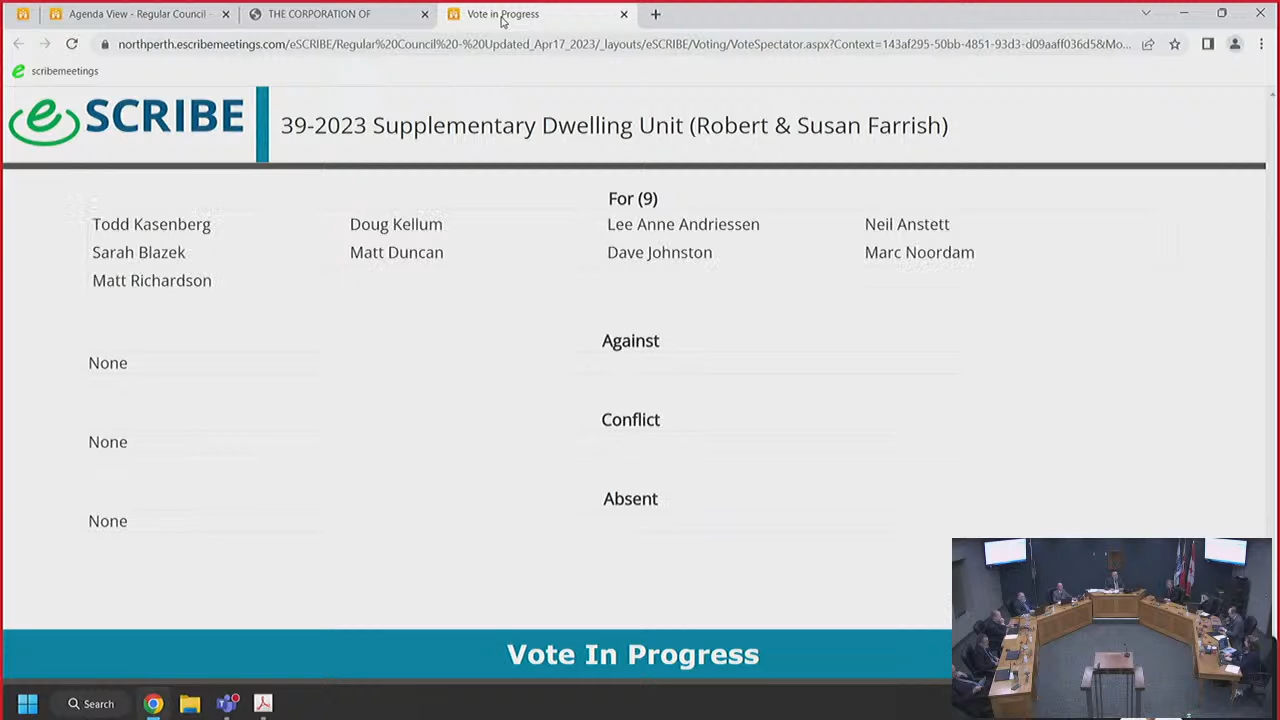 Agenda View - Regular Council -
THE CORPORATION OF
Vote in Progress
northperth.escribemeetings.com/eSCRIBE/Regular%20Council%20-%20Updated_Apr17_2023/_layouts/eSCRIBE/Voting/VoteSpectator.aspx?Context=143af295-50bb-4851-93d3-d09aaff036d5&Mo...
scribemeetings
eSCRIBE
39-2023 Supplementary Dwelling Unit (Robert & Susan Farrish)
For (9)
Todd Kasenberg Doug Kellum Lee Anne Andriessen Neil Anstett
Sarah Blazek Matt Duncan Dave Johnston Marc Noordam
Matt Richardson
Against
None
Conflict
None
Absent
None
Vote In Progress
Search